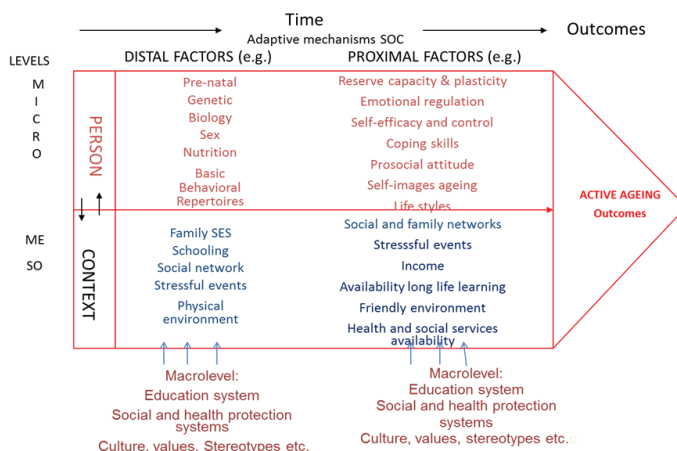 Time
Outcomes
Adaptive mechanisms SOC
LEVELS
DISTAL FACTORS (e.g.)
PROXIMAL FACTORS (e.g.)
MICRO
PERSON
Pre-natal
Genetic
Biology
Sex
Nutrition
Basic
Behavioral
Repertoires
Reserve capacity & plasticity
Emotional regulation
Self-efficacy and control
Coping skills
Prosocial attitude
Self-images ageing
Life styles
ACTIVE AGEING
Outcomes
ME
SO
CONTEXT
Family SES
Schooling
Social network
Stressful events
Physical
environment
Social and family networks
Stresssful events
Income
Availability long life learning
Friendly environment
Health and social services
availability
Macrolevel:
Education system
Social and health protection
systems
Culture, values, Stereotypes etc.
Macrolevel:
Education system
Social and health protection
systems
Culture, values, stereotypes etc.